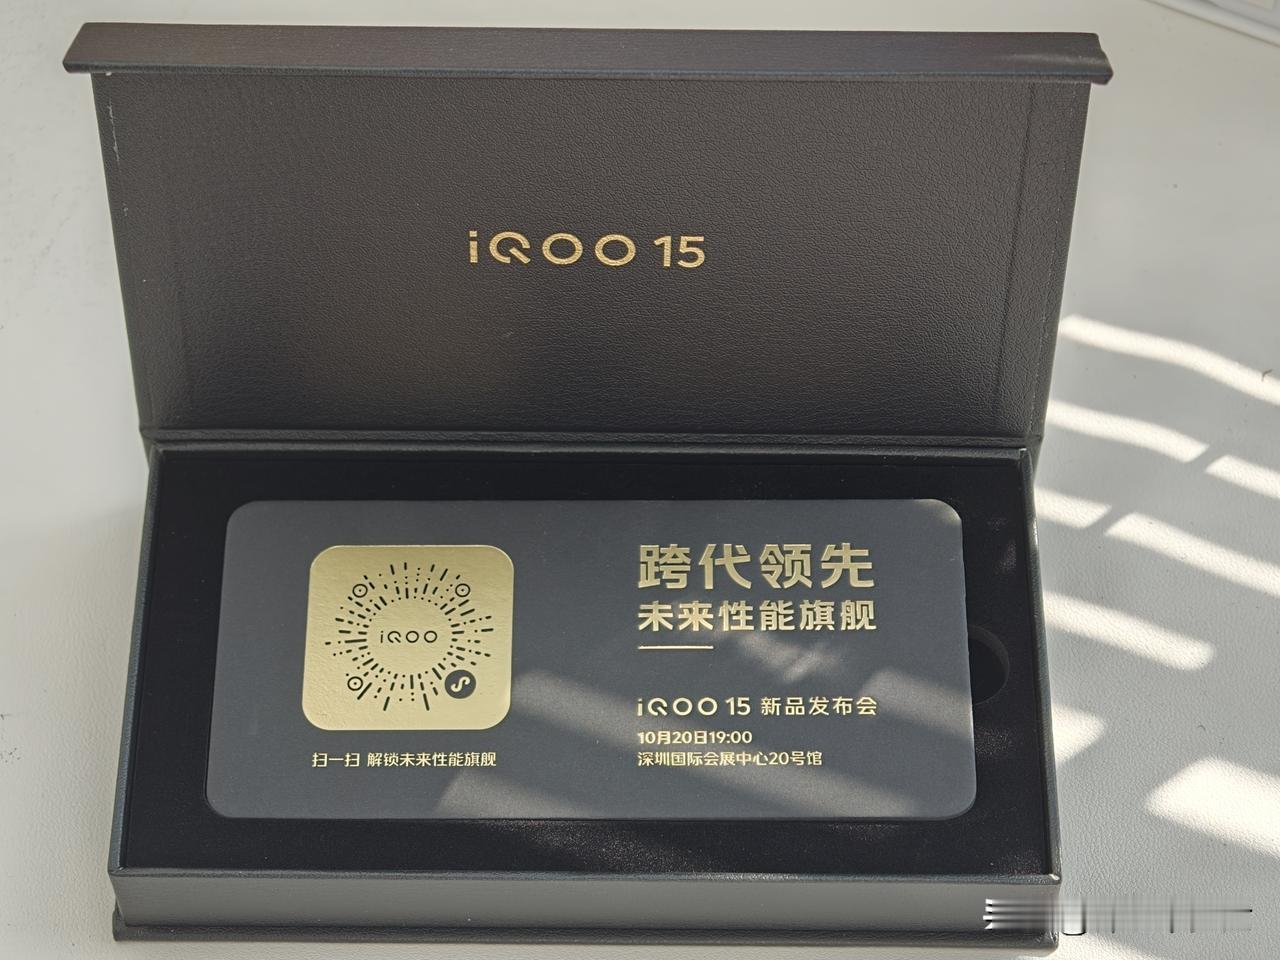 iQOO 15
iQOO
扫一扫 解锁未来性能旗舰
跨代领先
未来性能旗舰
iQOO 15 新品发布会
10月20日19:00
深圳国际会展中心20号馆